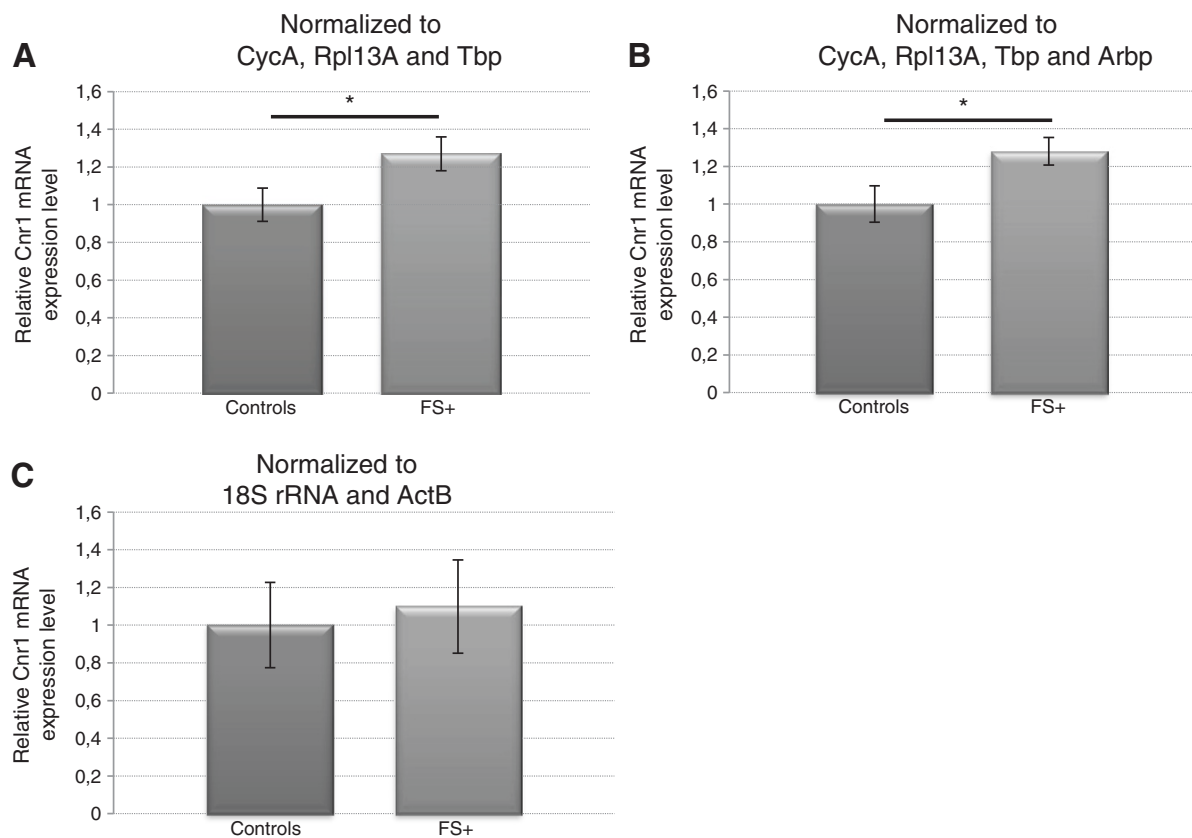 A
Normalized to
CycA, Rpl13A and Tbp
Relative Cnr1 mRNA
expression level
1,6
1,4
1,2
1
0,8
0,6
0,4
0,2
0
*
Controls
FS+
B
Normalized to
CycA, Rpl13A, Tbp and Arbp
Relative Cnr1 mRNA
expression level
1,6
1,4
1,2
1
0,8
0,6
0,4
0,2
0
*
Controls
FS+
C
Normalized to
18S rRNA and ActB
Relative Cnr1 mRNA
expression level
1,6
1,4
1,2
1
0,8
0,6
0,4
0,2
0
Controls
FS+